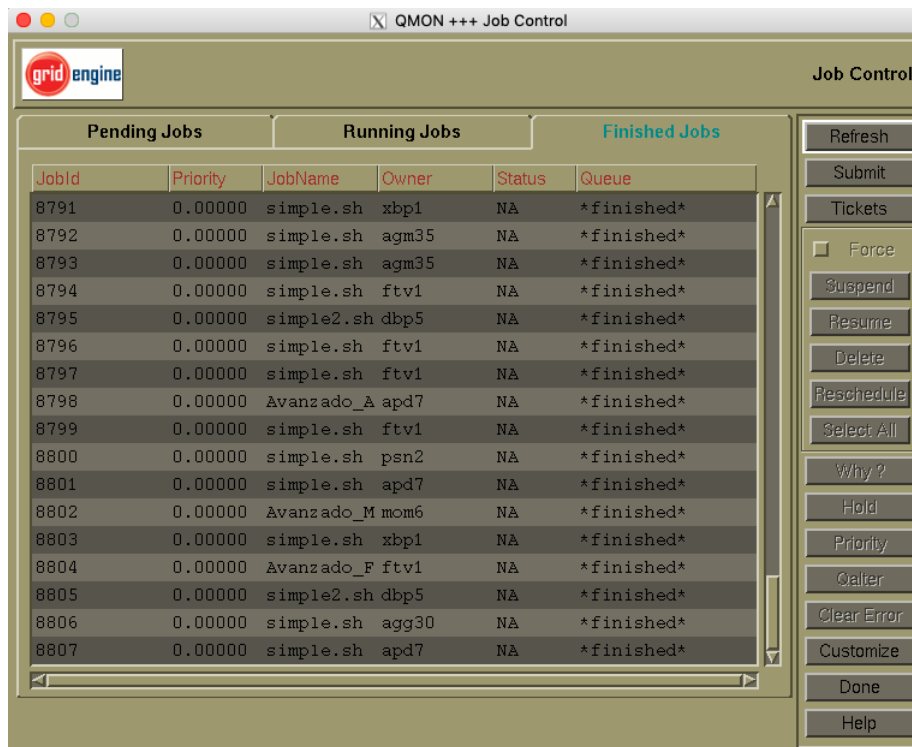 QMON +++ Job Control
grid engine
Job Control
Pending Jobs Running Jobs Finished Jobs
JobId Priority JobName Owner Status Queue
8791 0.00000 simple.sh xbp1 NA *finished*
8792 0.00000 simple.sh agm35 NA *finished*
8793 0.00000 simple.sh agm35 NA *finished*
8794 0.00000 simple.sh ftv1 NA *finished*
8795 0.00000 simple2.sh dbp5 NA *finished*
8796 0.00000 simple.sh ftv1 NA *finished*
8797 0.00000 simple.sh ftv1 NA *finished*
8798 0.00000 Avanzado_A apd7 NA *finished*
8799 0.00000 simple.sh ftv1 NA *finished*
8800 0.00000 simple.sh psn2 NA *finished*
8801 0.00000 simple.sh apd7 NA *finished*
8802 0.00000 Avanzado_M mom6 NA *finished*
8803 0.00000 simple.sh xbp1 NA *finished*
8804 0.00000 Avanzado_F ftv1 NA *finished*
8805 0.00000 simple2.sh dbp5 NA *finished*
8806 0.00000 simple.sh agg30 NA *finished*
8807 0.00000 simple.sh apd7 NA *finished*
Refresh
Submit
Tickets
Force
Suspend
Resume
Delete
Reschedule
Select All
Why ?
Hold
Priority
Qalter
Clear Error
Customize
Done
Help